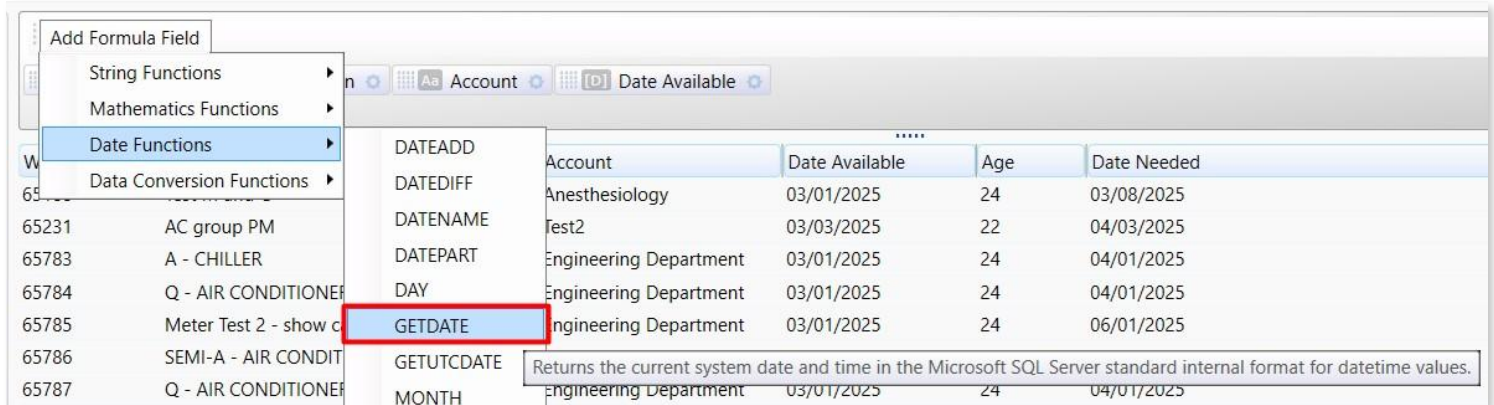 Add Formula Field
String Functions
n Account Date Available
Mathematics Functions
Date Functions
Data Conversion Functions
DATEADD
DATEDIFF
DATENAME
DATEPART
DAY
GETDATE
GETUTCDATE
MONTH
Returns the current system date and time in the Microsoft SQL Server standard internal format for datetime values.
W Account Date Available Age Date Needed
Anesthesiology 03/01/2025 24 03/08/2025
65231 AC group PM Test2 03/03/2025 22 04/03/2025
65783 A - CHILLER Engineering Department 03/01/2025 24 04/01/2025
65784 Q - AIR CONDITIONER Engineering Department 03/01/2025 24 04/01/2025
65785 Meter Test 2 - show Engineering Department 03/01/2025 24 06/01/2025
65786 SEMI-A - AIR CONDIT
65787 Q - AIR CONDITIONER Engineering Department 03/01/2025 24 04/01/2025